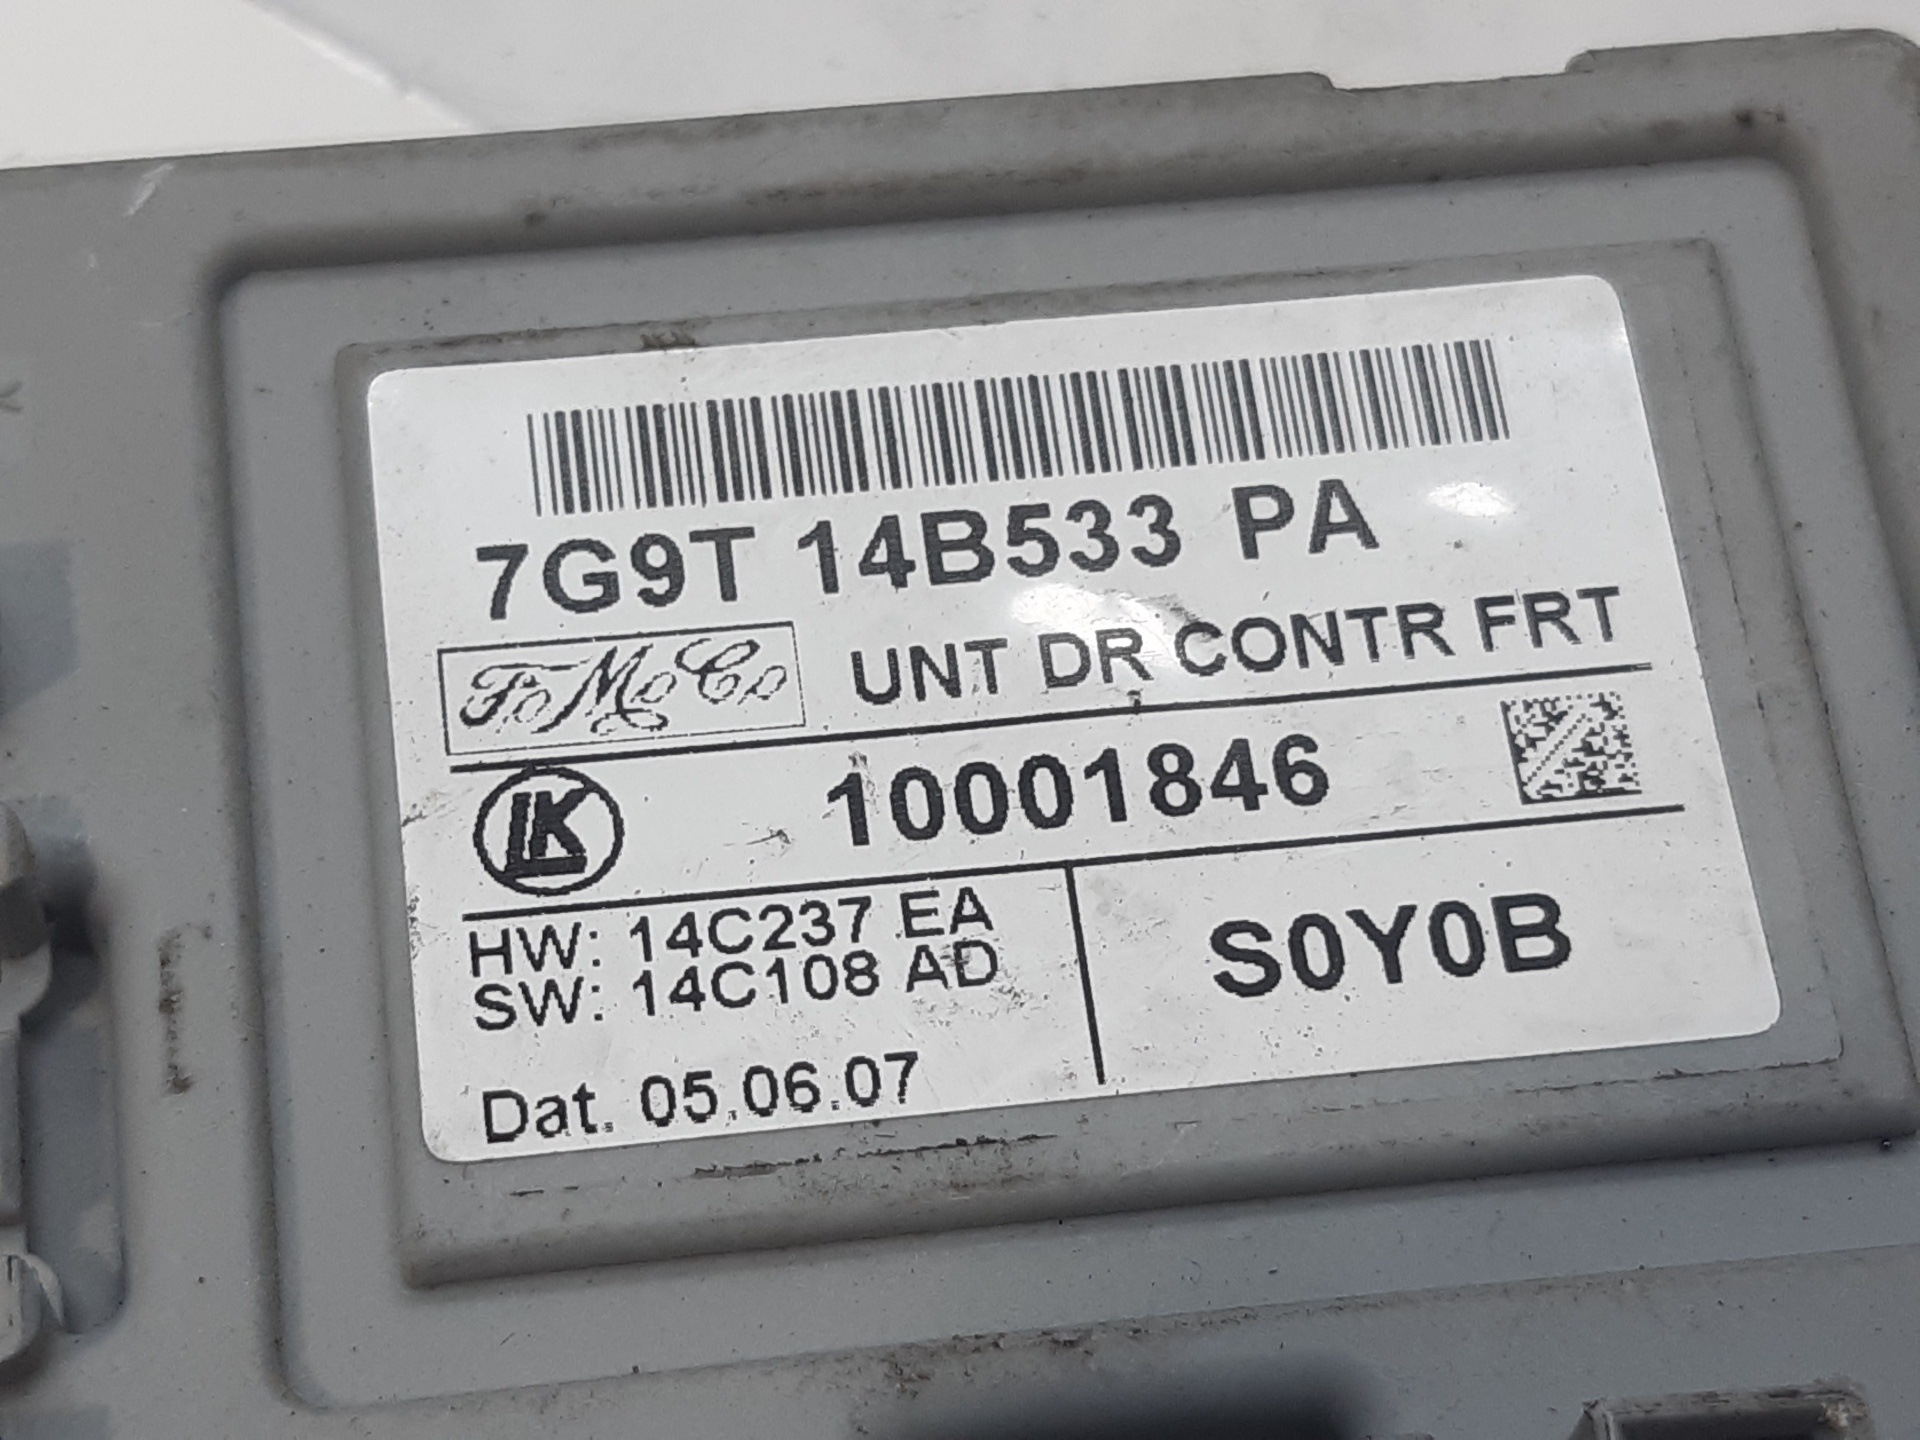 7G9T 14B533 PA
FoMoCo UNT DR CONTR FRT
LK 10001846
HW: 14C237 EA
SW: 14C108 AD
S0Y0B
Dat. 05.06.07